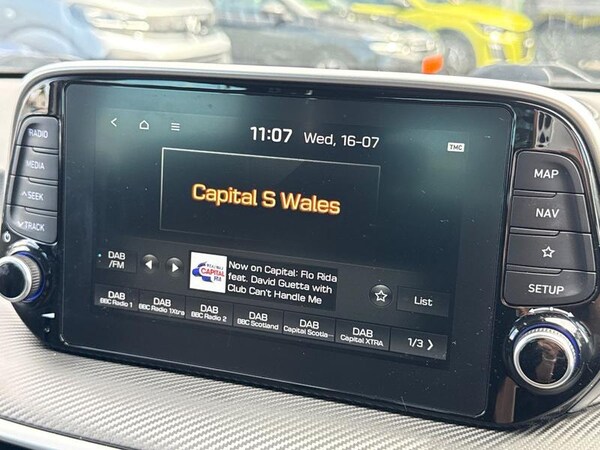 RADIO
MEDIA
SEEK
TRACK
11:07 Wed, 16-07
TMC
Capital S Wales
DAB
/FM
CAPITAL
Now on Capital: Flo Rida
feat. David Guetta with
Club Can't Handle Me
List
DAB
BBC Radio 1
DAB
BBC Radio 1Xtra
DAB
BBC Radio 2
DAB
BBC Scotland
DAB
Capital Scotla...
DAB
Capital XTRA
1/3
MAP
NAV
SETUP